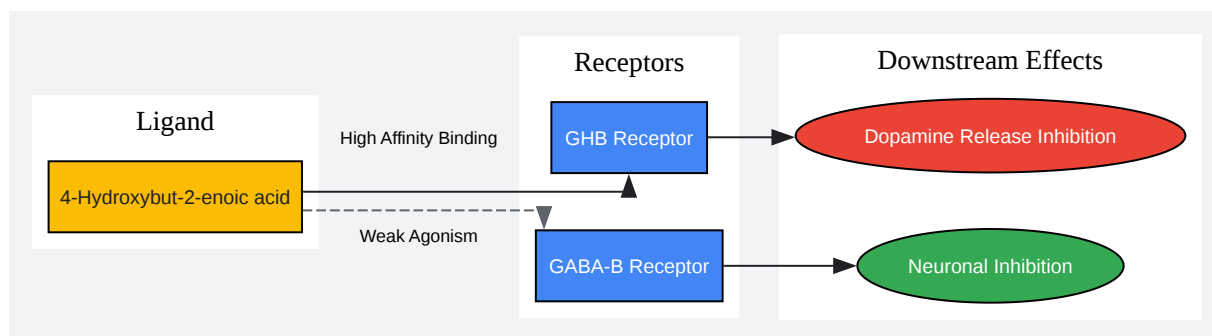 Ligand
4-Hydroxybut-2-enoic acid
High Affinity Binding
Weak Agonism
Receptors
GHB Receptor
GABA-B Receptor
Downstream Effects
Dopamine Release Inhibition
Neuronal Inhibition